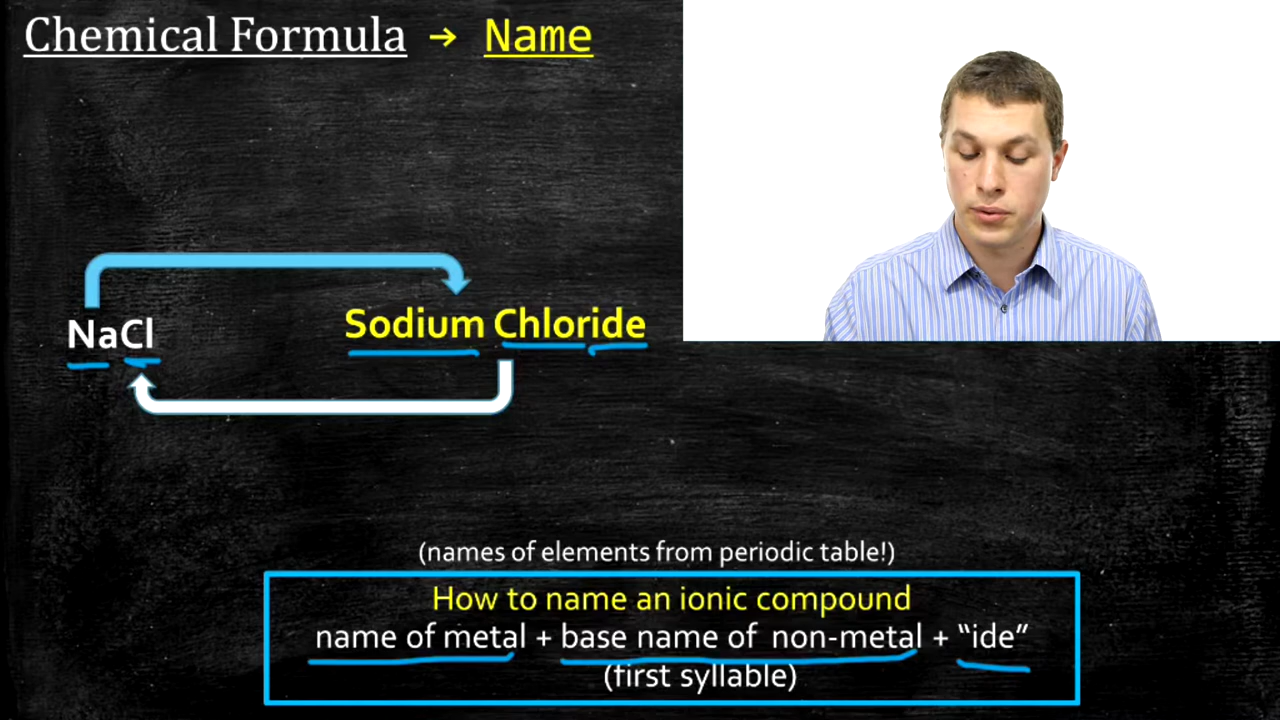 Chemical Formula → Name
NaCl Sodium Chloride
(names of elements from periodic table!)
How to name an ionic compound
name of metal + base name of non-metal + “ide”
(first syllable)